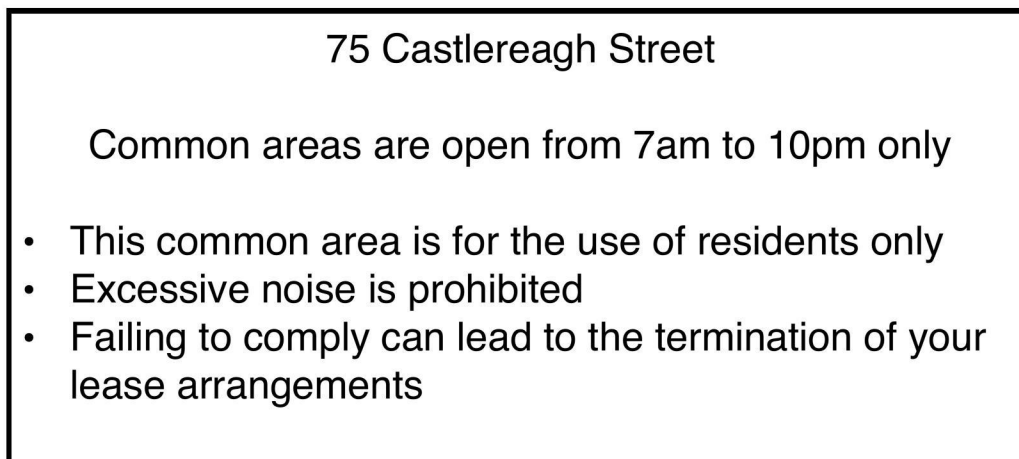 75 Castlereagh Street
Common areas are open from 7am to 10pm only
• This common area is for the use of residents only
• Excessive noise is prohibited
• Failing to comply can lead to the termination of your
lease arrangements